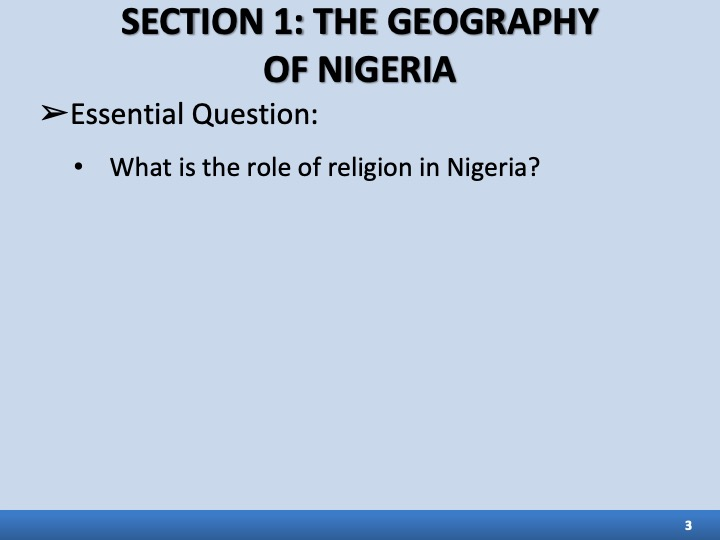 SECTION 1: THE GEOGRAPHY
OF NIGERIA
➢Essential Question:
• What is the role of religion in Nigeria?
3